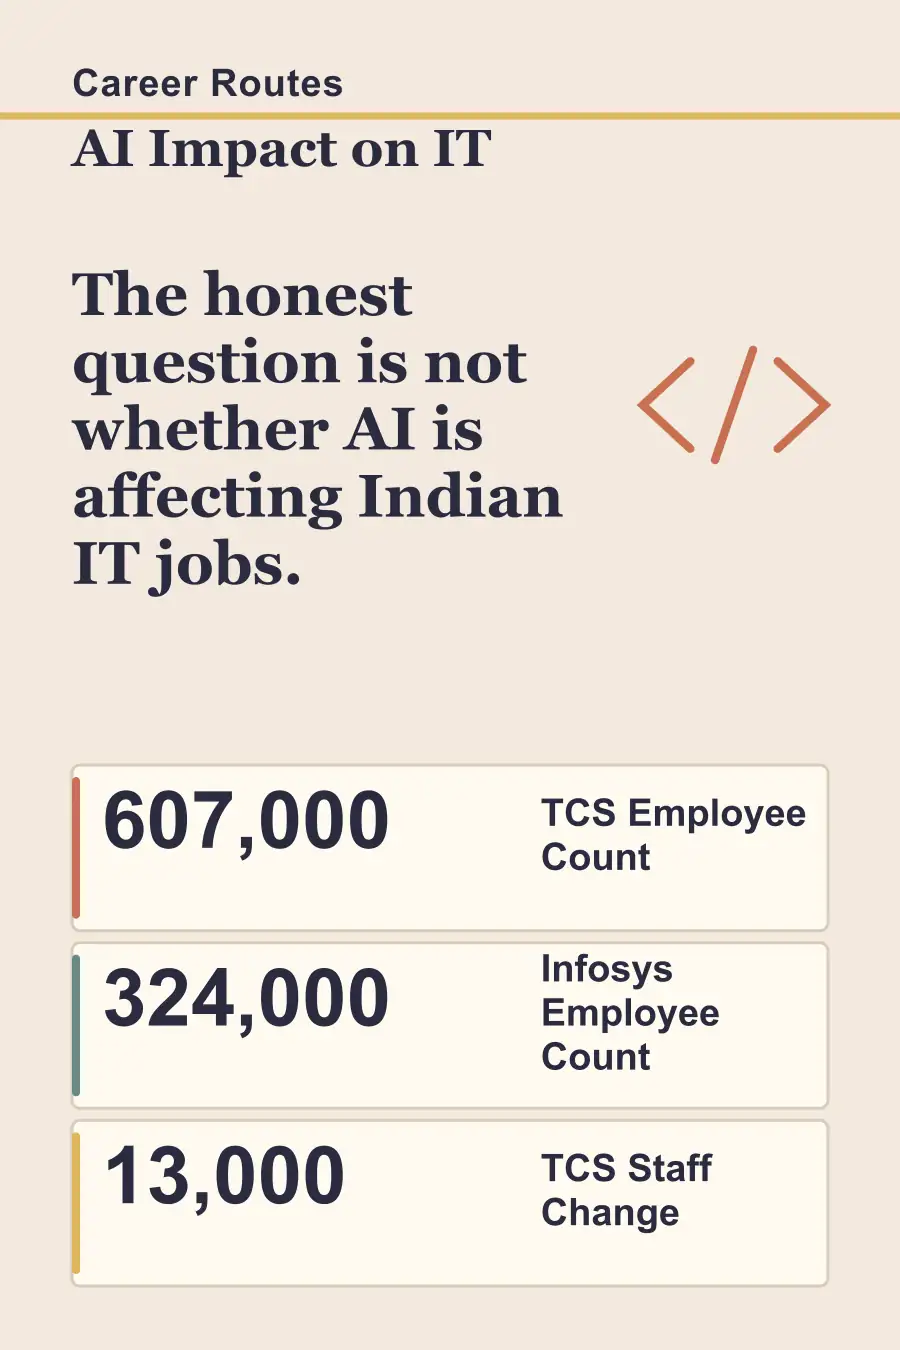 Career Routes
AI Impact on IT
The honest
question is not
whether AI is
affecting Indian
IT jobs.
607,000
TCS Employee
Count
324,000
Infosys
Employee
Count
13,000
TCS Staff
Change